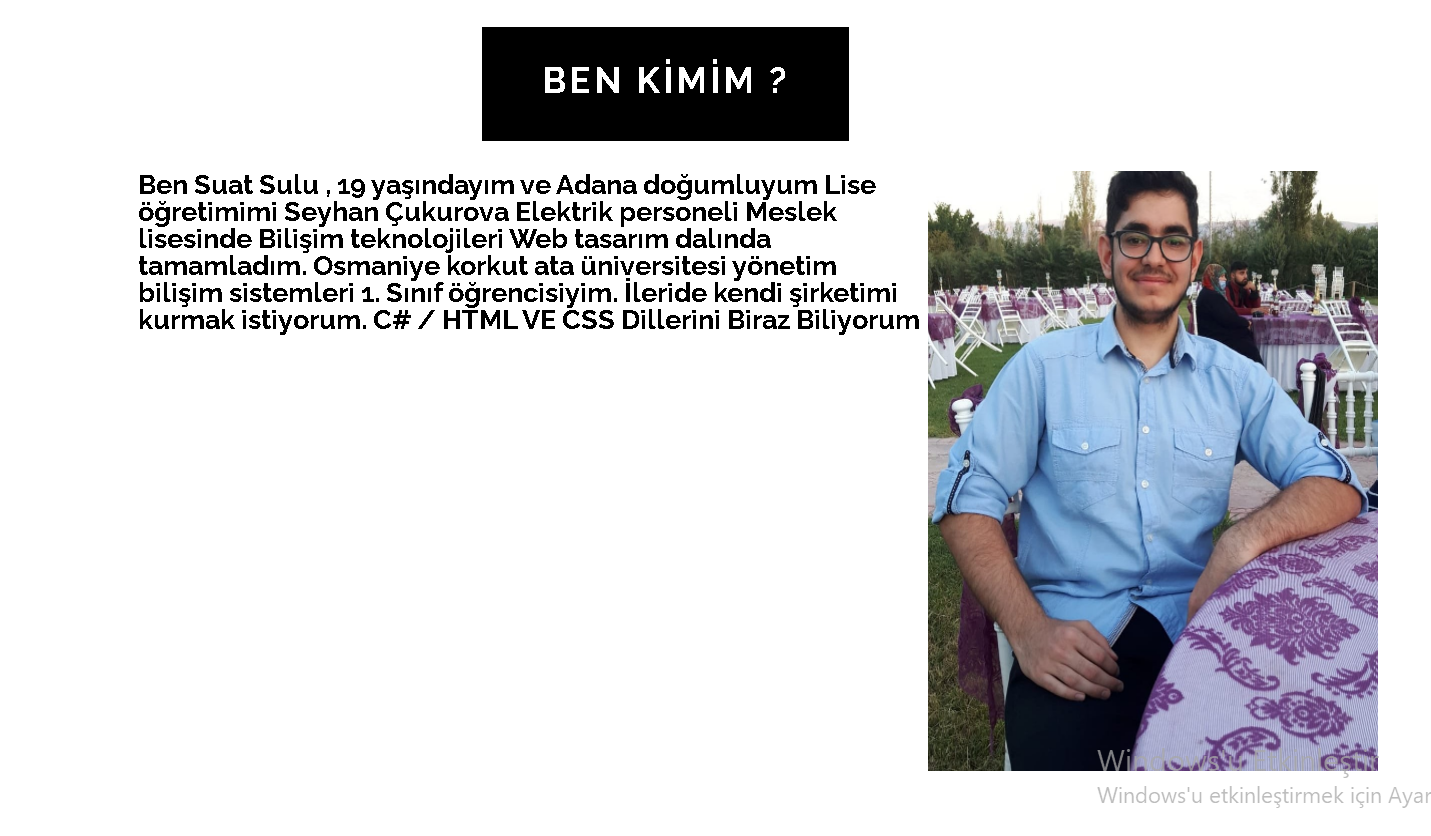 BEN KİMİM ?
Ben Suat Sulu , 19 yaşındayım ve Adana doğumluyum Lise
öğretimimi Seyhan Çukurova Elektrik personeli Meslek
lisesinde Bilişim teknolojileri Web tasarım dalında
tamamladım. Osmaniye korkut ata üniversitesi yönetim
bilişim sistemleri 1. Sınıf öğrencisiyim. İleride kendi şirketimi
kurmak istiyorum. C# / HTML VE CSS Dillerini Biraz Biliyorum
Windows'u etkinleştirmek için Ayar